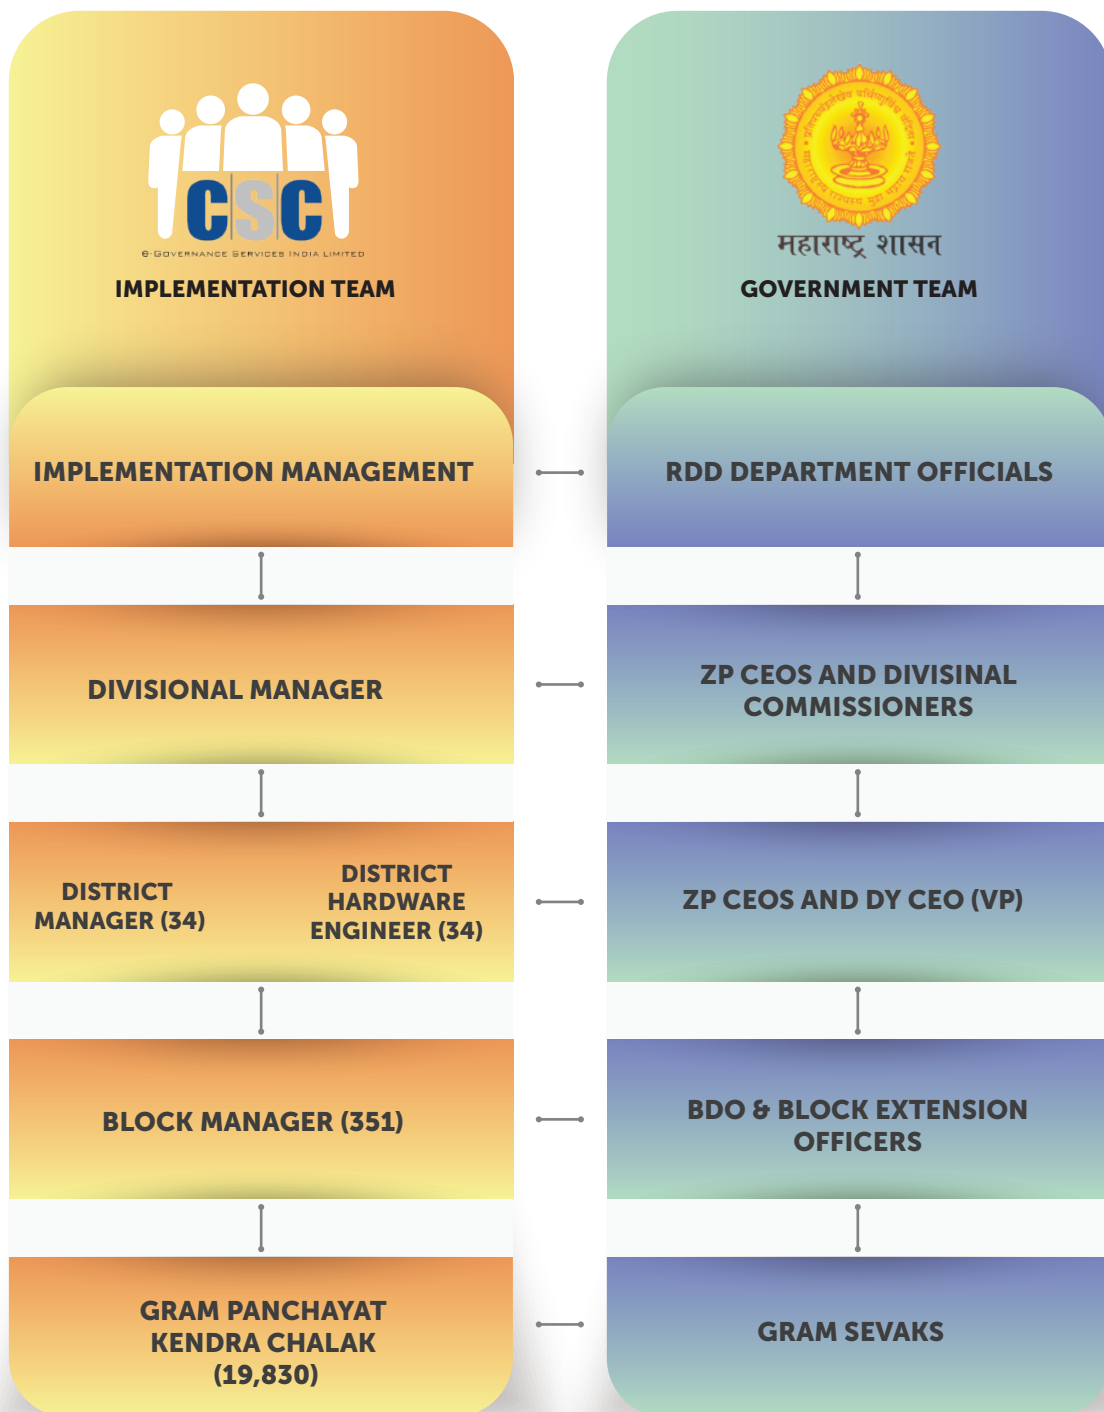 CSC
e-Governance Services India Limited
IMPLEMENTATION TEAM
महाराष्ट्र शासन
GOVERNMENT TEAM
IMPLEMENTATION MANAGEMENT
RDD DEPARTMENT OFFICIALS
DIVISIONAL MANAGER
ZP CEOS AND DIVISINAL
COMMISSIONERS
DISTRICT
MANAGER (34)
DISTRICT
HARDWARE
ENGINEER (34)
ZP CEOS AND DY CEO (VP)
BLOCK MANAGER (351)
BDO & BLOCK EXTENSION
OFFICERS
GRAM PANCHAYAT
KENDRA CHALAK
(19,830)
GRAM SEVAKS